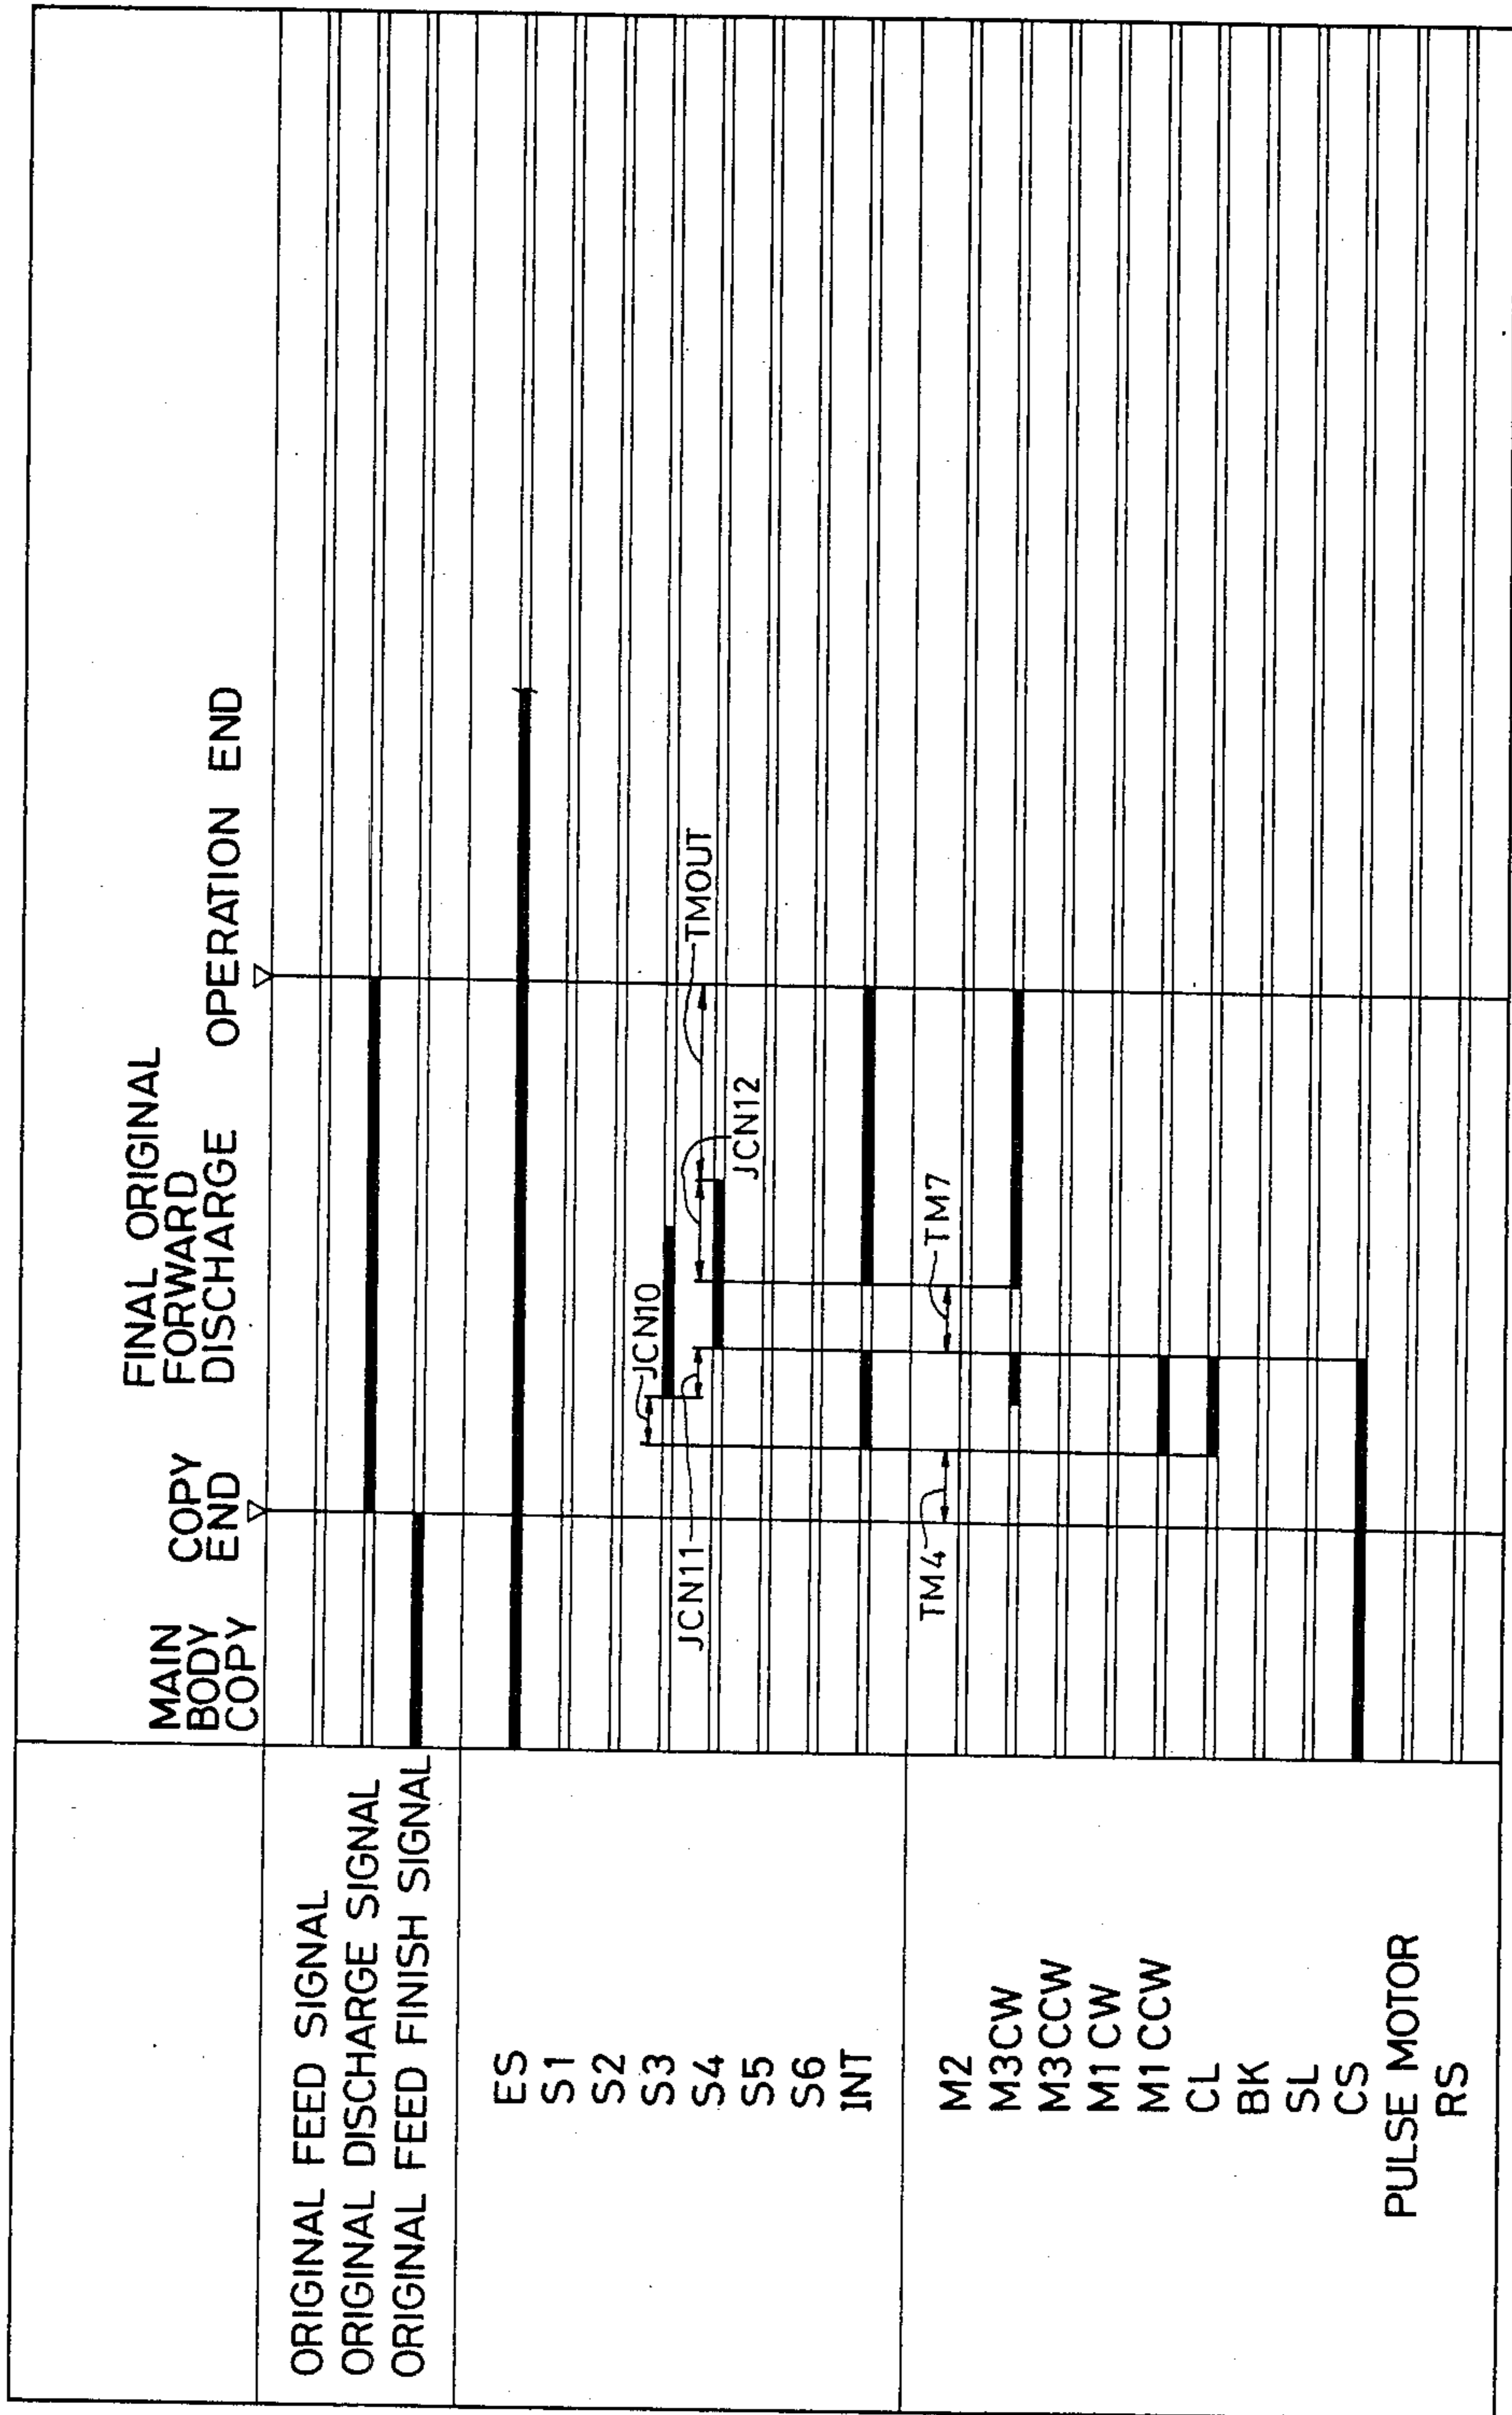 MAIN
BODY
COPY
COPY
END
FINAL ORIGINAL
FORWARD
DISCHARGE
OPERATION END
ORIGINAL FEED SIGNAL
ORIGINAL DISCHARGE SIGNAL
ORIGINAL FEED FINISH SIGNAL
ES
S1
S2
S3
S4
S5
S6
INT
JCN10
JCN11
JCN12
TMOUT
M2
M3CW
M3CCW
M1CW
M1CCW
CL
BK
SL
CS
PULSE MOTOR
RS
TM4
TM7